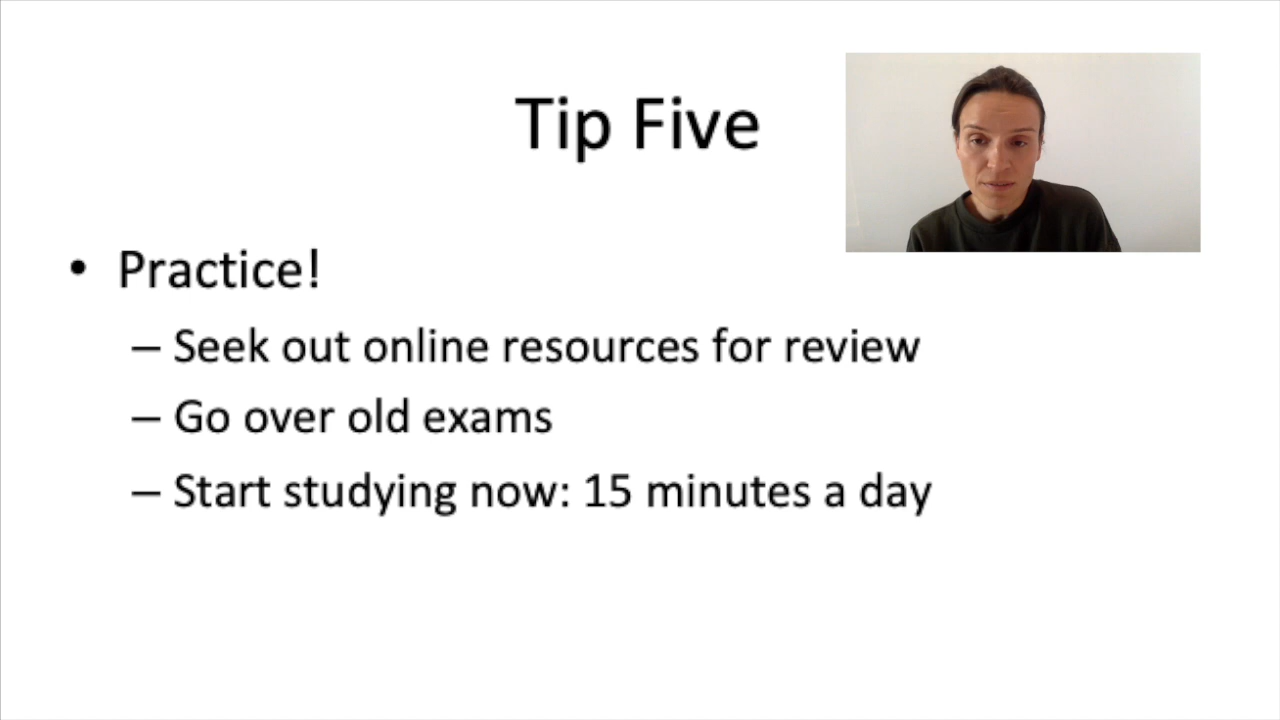 Tip Five
• Practice!
– Seek out online resources for review
– Go over old exams
– Start studying now: 15 minutes a day